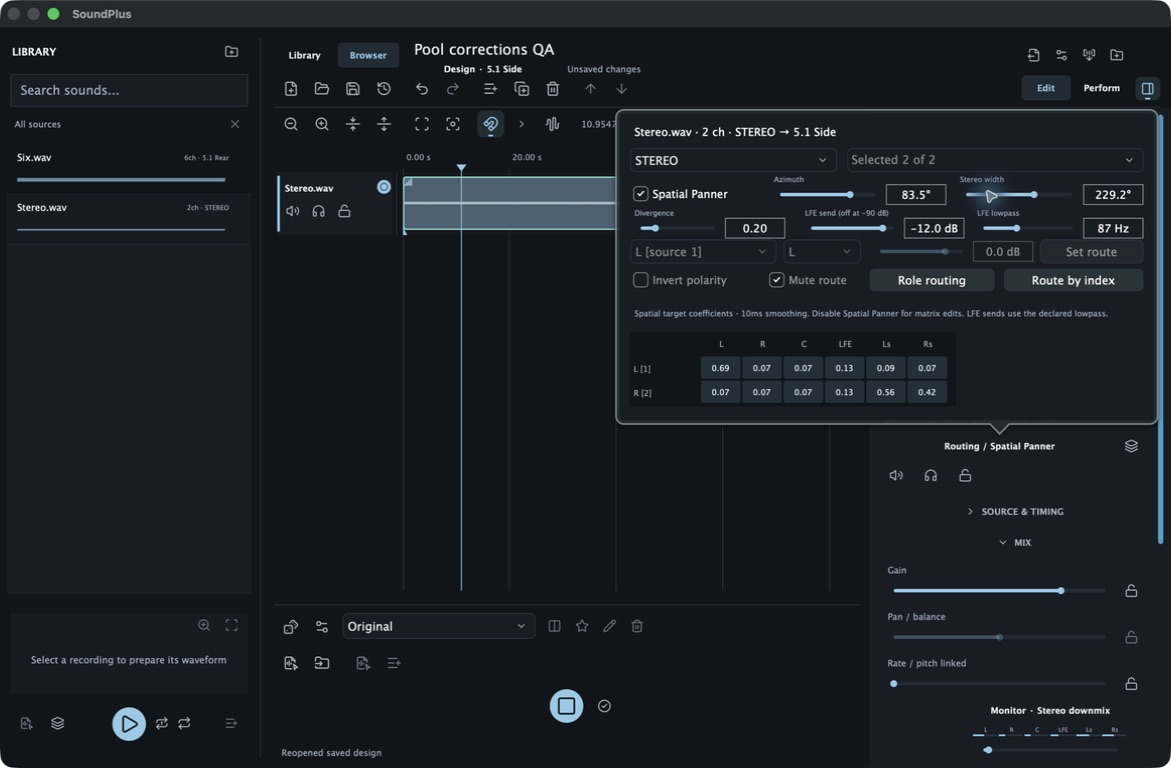 SoundPlus
LIBRARY
Search sounds...
All sources
Six.wav
6ch · 5.1 Rear
Stereo.wav
2ch · STEREO
Library
Browser
Pool corrections QA
Design · 5.1 Side
Unsaved changes
Edit
Perform
10.9547
0.00 s
20.00 s
Stereo.wav
Stereo.wav · 2 ch · STEREO → 5.1 Side
STEREO
Selected 2 of 2
Spatial Panner
Azimuth
83.5°
Stereo width
229.2°
Divergence
0.20
LFE send (off at −90 dB)
−12.0 dB
LFE lowpass
87 Hz
L [source 1]
L
0.0 dB
Set route
Invert polarity
Mute route
Role routing
Route by index
Spatial target coefficients · 10ms smoothing. Disable Spatial Panner for matrix edits. LFE sends use the declared lowpass.
L R C LFE Ls Rs
L [1] 0.69 0.07 0.07 0.13 0.09 0.07
R [2] 0.07 0.07 0.07 0.13 0.56 0.42
Routing / Spatial Panner
SOURCE & TIMING
MIX
Gain
Pan / balance
Rate / pitch linked
Monitor · Stereo downmix
L R C LFE Ls Rs
Select a recording to prepare its waveform
Original
Reopened saved design